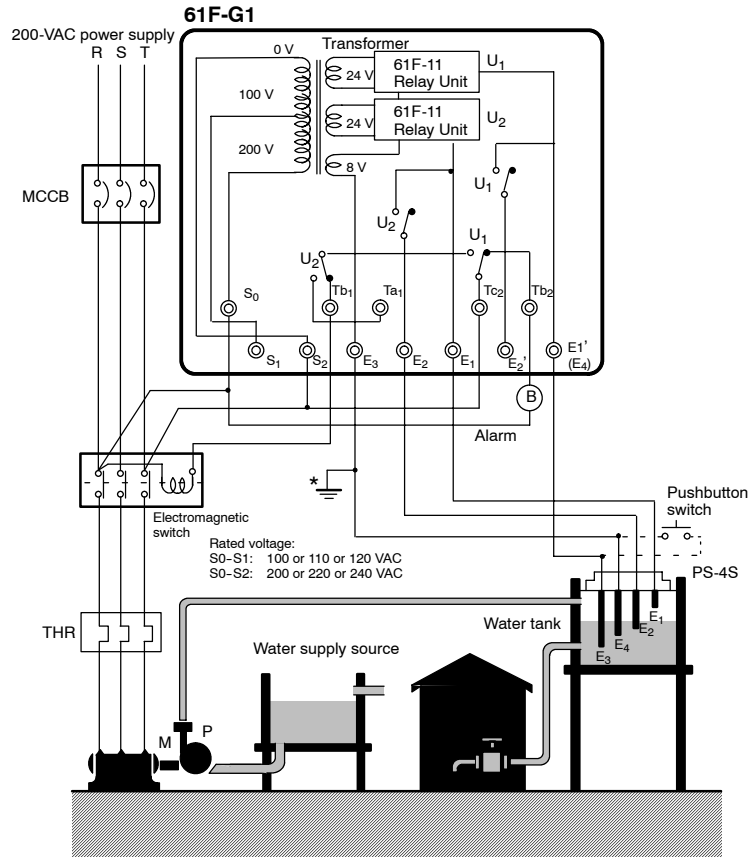 61F-G1
200-VAC power supply
R S T
0 V
Transformer
24 V
61F-11
Relay Unit
U1
100 V
24 V
61F-11
Relay Unit
U2
200 V
8 V
MCCB
U1
U2
U2
U1
S0
Tb1
Ta1
Tc2
Tb2
S1
S2
E3
E2
E1
E2'
E1'
(E4)
B
Alarm
*
Electromagnetic
switch
Pushbutton
switch
Rated voltage:
S0-S1: 100 or 110 or 120 VAC
S0-S2: 200 or 220 or 240 VAC
PS-4S
THR
Water tank
E1
E2
E4
E3
Water supply source
M
P